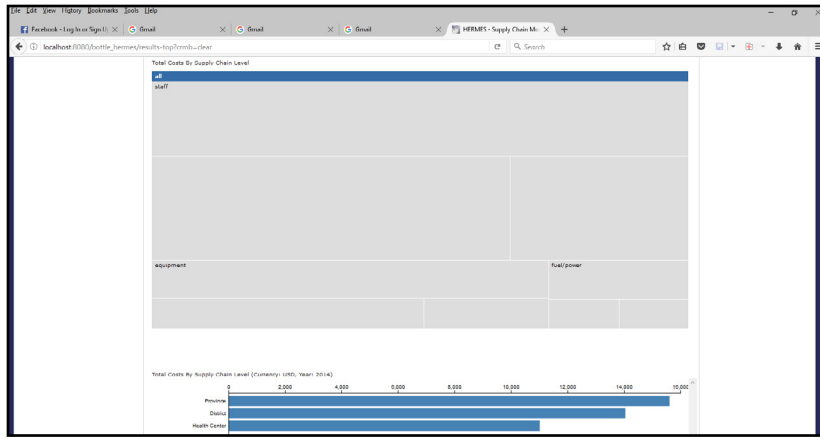 File Edit View History Bookmarks Tools Help
Facebook - Log In or Sign U
Gmail
Gmail
Gmail
HERMES - Supply Chain Mo
localhost:8080/bottle_hermes/results-top?crmb=clear
Search
Total Costs By Supply Chain Level
all
staff
equipment
fuel/power
Total Costs By Supply Chain Level (Currency: USD, Year: 2014)
0 2,000 4,000 6,000 8,000 10,000 12,000 14,000 16,000
Province
District
Health Center